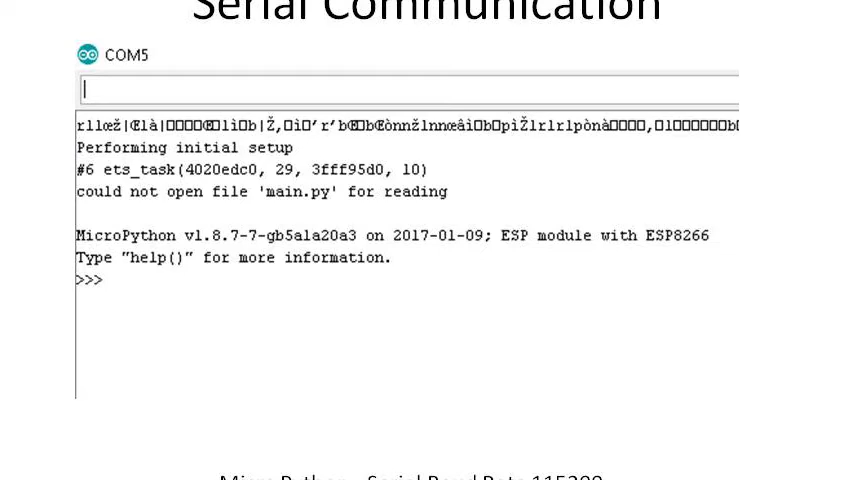 Serial Communication
COM5
Performing initial setup
#6 ets_task(4020edc0, 29, 3fff95d0, 10)
could not open file 'main.py' for reading
MicroPython v1.8.7-7-gb5a1a20a3 on 2017-01-09; ESP module with ESP8266
Type "help()" for more information.
>>>